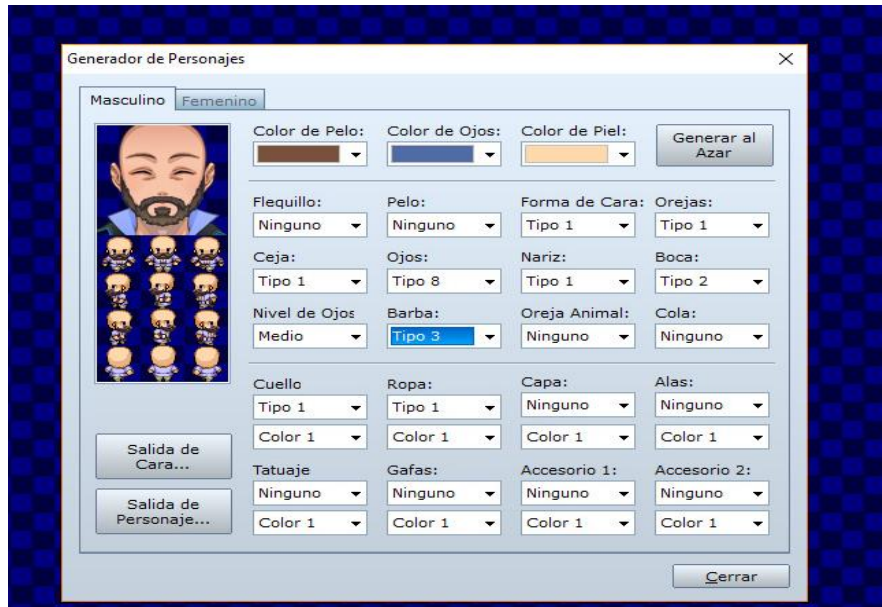 Generador de Personajes
Masculino Femenino
Color de Pelo: Color de Ojos: Color de Piel:
Generar al
Azar
Flequillo: Pelo: Forma de Cara: Orejas:
Ninguno Ninguno Tipo 1 Tipo 1
Ceja: Ojos: Nariz: Boca:
Tipo 1 Tipo 8 Tipo 1 Tipo 2
Nivel de Ojos Barba: Oreja Animal: Cola:
Medio Tipo 3 Ninguno Ninguno
Cuello Ropa: Capa: Alas:
Tipo 1 Tipo 1 Ninguno Ninguno
Color 1 Color 1 Color 1 Color 1
Salida de
Cara...
Tatuaje Gafas: Accesorio 1: Accesorio 2:
Ninguno Ninguno Ninguno Ninguno
Salida de
Personaje...
Color 1 Color 1 Color 1 Color 1
Cerrar